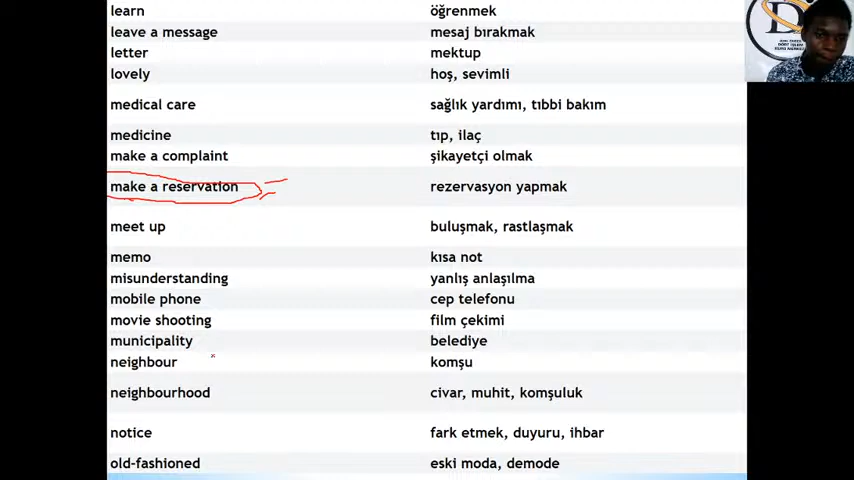 learn öğrenmek
leave a message mesaj bırakmak
letter mektup
lovely hoş, sevimli
medical care sağlık yardımı, tıbbi bakım
medicine tıp, ilaç
make a complaint şikayetçi olmak
make a reservation rezervasyon yapmak
meet up buluşmak, rastlaşmak
memo kısa not
misunderstanding yanlış anlaşılma
mobile phone cep telefonu
movie shooting film çekimi
municipality belediye
neighbour komşu
neighbourhood civar, muhit, komşuluk
notice fark etmek, duyuru, ihbar
old-fashioned eski moda, demode